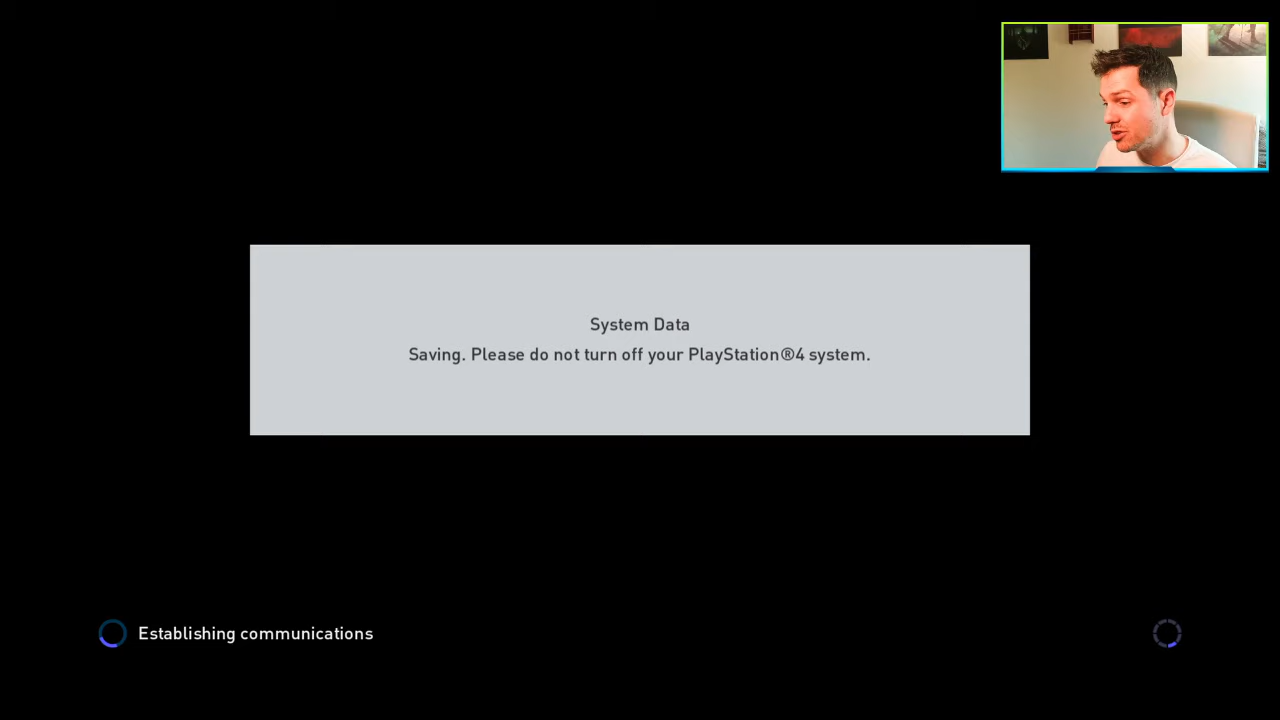 System Data
Saving. Please do not turn off your PlayStation®4 system.
Establishing communications